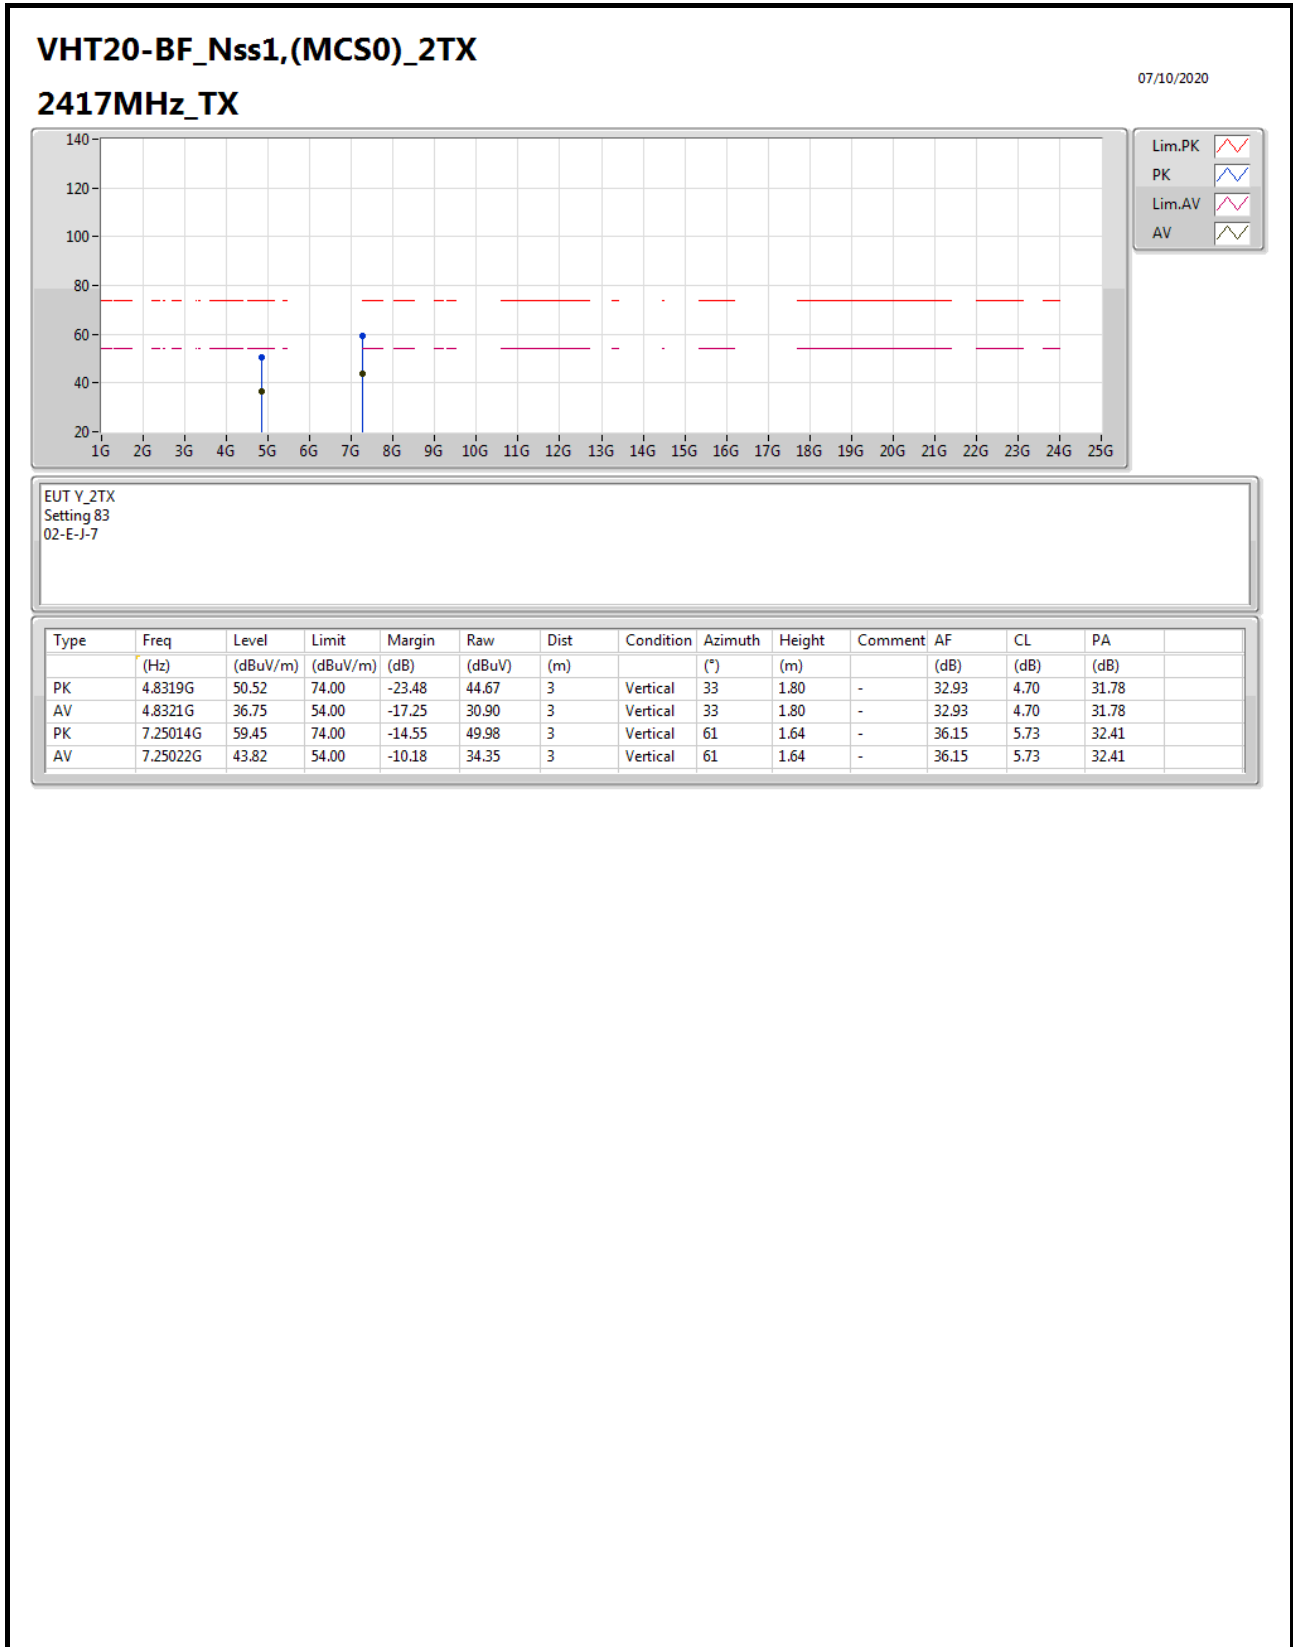 VHT20-BF_Nss1,(MCS0)_2TX
07/10/2020
2417MHz_TX
140
120
100
80
60
40
20
1G 2G 3G 4G 5G 6G 7G 8G 9G 10G 11G 12G 13G 14G 15G 16G 17G 18G 19G 20G 21G 22G 23G 24G 25G
Lim.PK
PK
Lim.AV
AV
EUT Y_2TX
Setting 83
02-E-J-7
Type Freq Level Limit Margin Raw Dist Condition Azimuth Height Comment AF CL PA
(Hz) (dBuV/m) (dBuV/m) (dB) (dBuV) (m) (°) (m) (dB) (dB) (dB)
PK 4.8319G 50.52 74.00 -23.48 44.67 3 Vertical 33 1.80 - 32.93 4.70 31.78
AV 4.8321G 36.75 54.00 -17.25 30.90 3 Vertical 33 1.80 - 32.93 4.70 31.78
PK 7.25014G 59.45 74.00 -14.55 49.98 3 Vertical 61 1.64 - 36.15 5.73 32.41
AV 7.25022G 43.82 54.00 -10.18 34.35 3 Vertical 61 1.64 - 36.15 5.73 32.41